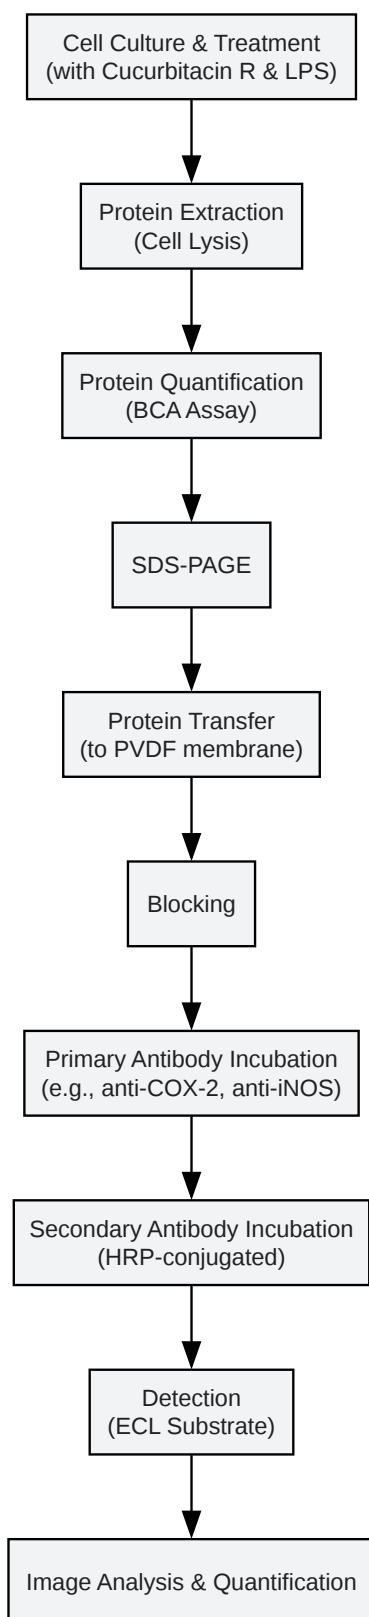 Cell Culture & Treatment
(with Cucurbitacin R & LPS)
Protein Extraction
(Cell Lysis)
Protein Quantification
(BCA Assay)
SDS-PAGE
Protein Transfer
(to PVDF membrane)
Blocking
Primary Antibody Incubation
(e.g., anti-COX-2, anti-iNOS)
Secondary Antibody Incubation
(HRP-conjugated)
Detection
(ECL Substrate)
Image Analysis & Quantification